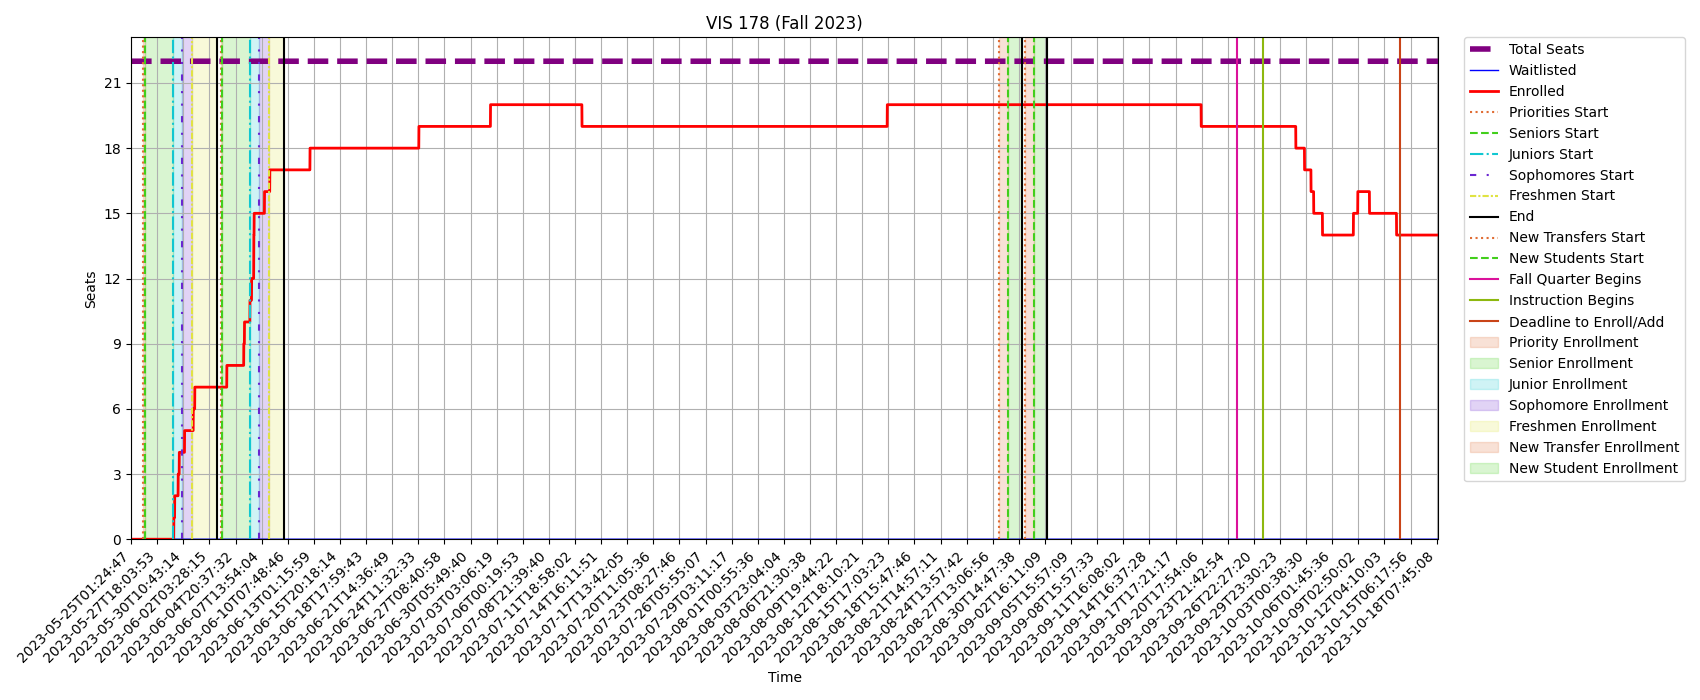 VIS 178 (Fall 2023)
Seats
21
18
15
12
9
6
3
0
2023-05-25T01:24:47
2023-05-27T18:03:53
2023-05-30T10:43:14
2023-06-02T03:28:15
2023-06-04T20:37:32
2023-06-07T13:54:04
2023-06-10T07:48:46
2023-06-13T01:15:59
2023-06-15T20:18:14
2023-06-18T17:59:43
2023-06-21T14:36:49
2023-06-24T11:32:33
2023-06-27T08:40:58
2023-06-30T05:49:40
2023-07-03T03:06:19
2023-07-06T00:19:53
2023-07-08T21:39:40
2023-07-11T18:58:02
2023-07-14T16:11:51
2023-07-17T13:42:05
2023-07-20T11:05:36
2023-07-23T08:27:46
2023-07-26T05:55:07
2023-07-29T03:11:17
2023-08-01T00:55:36
2023-08-03T23:04:04
2023-08-06T21:30:38
2023-08-09T19:44:22
2023-08-12T18:10:21
2023-08-15T17:03:23
2023-08-18T15:47:46
2023-08-21T14:57:11
2023-08-24T13:57:42
2023-08-27T13:06:56
2023-08-30T14:47:38
2023-09-02T16:11:09
2023-09-05T15:57:09
2023-09-08T15:57:33
2023-09-11T16:08:02
2023-09-14T16:37:28
2023-09-17T17:21:17
2023-09-20T17:54:06
2023-09-23T21:42:54
2023-09-26T22:27:20
2023-09-29T23:30:23
2023-10-03T00:38:30
2023-10-06T01:45:36
2023-10-09T02:50:02
2023-10-12T04:10:03
2023-10-15T06:17:56
2023-10-18T07:45:08
Time
Total Seats
Waitlisted
Enrolled
Priorities Start
Seniors Start
Juniors Start
Sophomores Start
Freshmen Start
End
New Transfers Start
New Students Start
Fall Quarter Begins
Instruction Begins
Deadline to Enroll/Add
Priority Enrollment
Senior Enrollment
Junior Enrollment
Sophomore Enrollment
Freshmen Enrollment
New Transfer Enrollment
New Student Enrollment